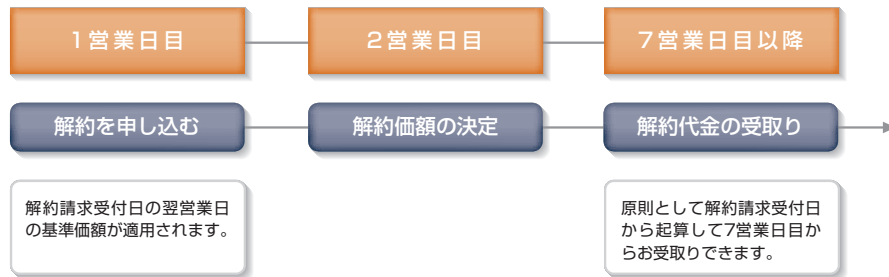 1営業日目
2営業日目
7営業日目以降
解約を申し込む
解約価額の決定
解約代金の受取り
解約請求受付日の翌営業日
の基準価額が適用されます。
原則として解約請求受付日
から起算して7営業日目か
らお受取りできます。